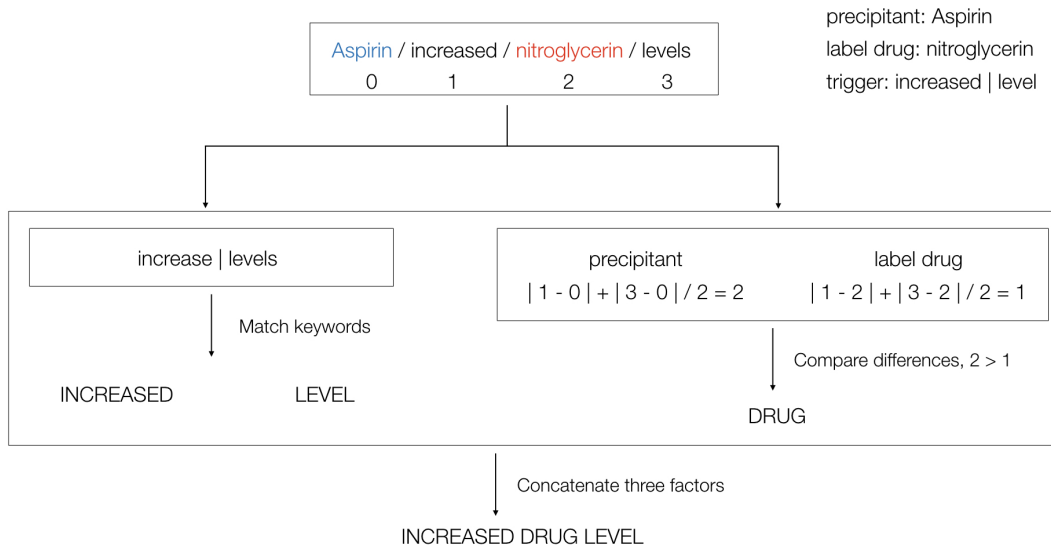 precipitant: Aspirin
label drug: nitroglycerin
trigger: increased | level
Aspirin / increased / nitroglycerin / levels
0 1 2 3
increase | levels
precipitant label drug
| 1 - 0 | + | 3 - 0 | / 2 = 2 | 1 - 2 | + | 3 - 2 | / 2 = 1
Match keywords
Compare differences, 2 > 1
INCREASED LEVEL
DRUG
Concatenate three factors
INCREASED DRUG LEVEL